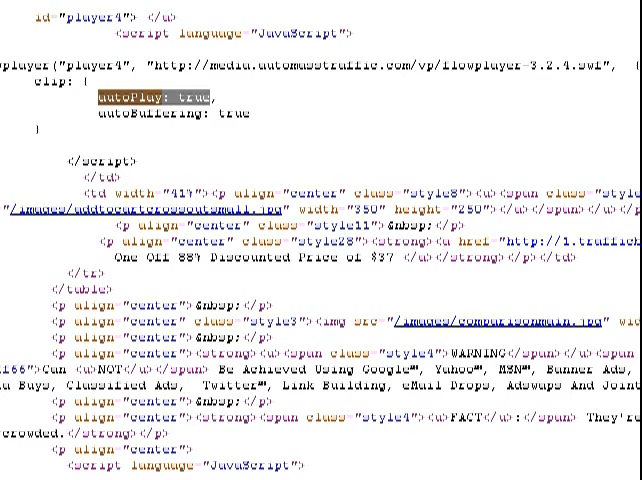 id="player4"> </a>
<script language="JavaScript">
wplayer("player4", "http://media.automasstraffic.com/vp/flowplayer-3.2.4.swf", {
clip: {
autoPlay: true,
autoBuffering: true
}
</script>
</td>
<td width="41%"><p align="center" class="style8"><u><span class="style
"/images/addtocartcrossoutsmall.jpg" width="350" height="250"></a></span></u></p
<p align="center" class="style11">&nbsp;</p>
<p align="center" class="style28"><strong><a href="http://1.traffich
One Off 88% Discounted Price of $37 </a></strong></p></td>
</tr>
</table>
<p align="center">&nbsp;</p>
<p align="center" class="style3"><img src="/images/comparisonmain.jpg" wid
<p align="center">&nbsp;</p>
<p align="center"><strong><u><span class="style4">WARNING</span></u><span
ff66">Can <u>NOT</u> Be Achieved Using Google™, Yahoo™, MSN™, Banner Ads,
ia Buys, Classified Ads, Twitter™, Link Building, eMail Drops, Adswaps And Joint
<p align="center">&nbsp;</p>
<p align="center"><strong><span class="style4"><u>FACT</u>:</span> They're
crowded.</strong></p>
<p align="center">
<script language="JavaScript">